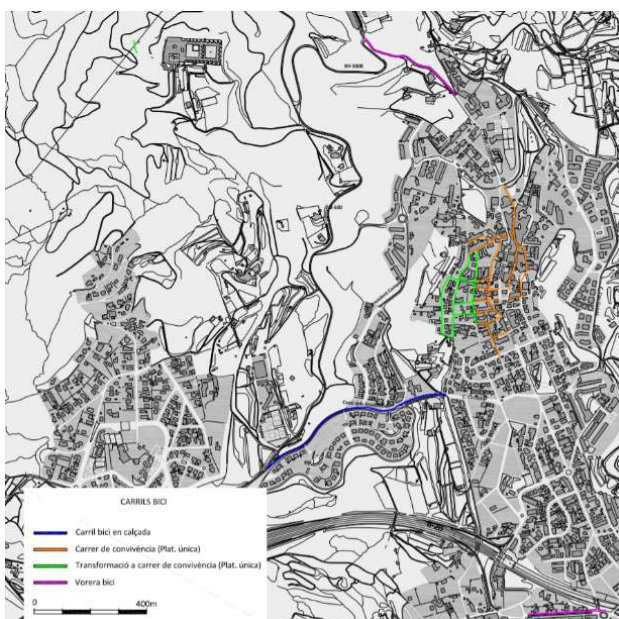 CARRILS BICI
Carril bici en calçada
Carrer de convivència (Plat. única)
Transformació a carrer de convivència (Plat. única)
Vorera bici
0
400m